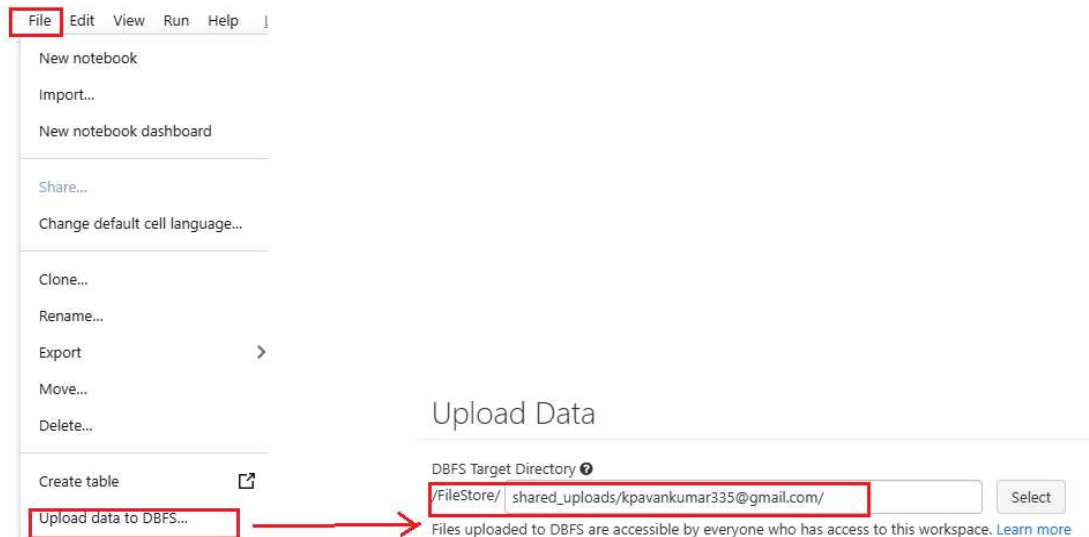 File Edit View Run Help
New notebook
Import...
New notebook dashboard
Share...
Change default cell language...
Clone...
Rename...
Export
Move...
Delete...
Create table
Upload data to DBFS...
Upload Data
DBFS Target Directory
/FileStore/ shared_uploads/kpavankumar335@gmail.com/ Select
Files uploaded to DBFS are accessible by everyone who has access to this workspace. Learn more